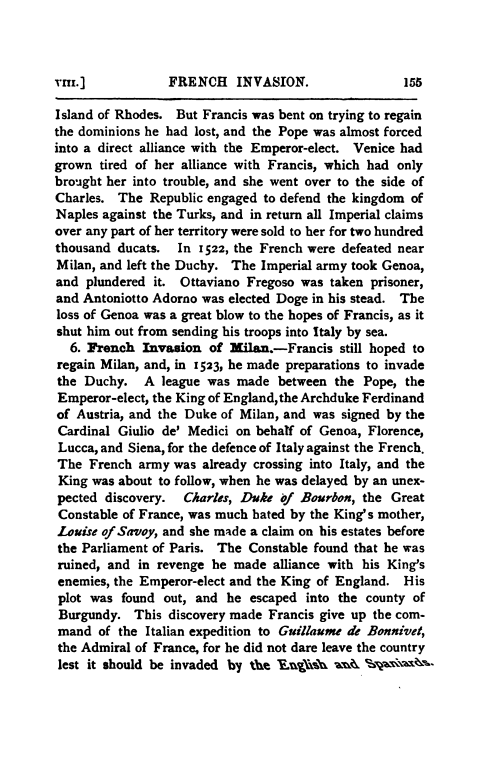 VIII.] FRENCH INVASION. 155
Island of Rhodes. But Francis was bent on trying to regain
the dominions he had lost, and the Pope was almost forced
into a direct alliance with the Emperor-elect. Venice had
grown tired of her alliance with Francis, which had only
brought her into trouble, and she went over to the side of
Charles. The Republic engaged to defend the kingdom of
Naples against the Turks, and in return all Imperial claims
over any part of her territory were sold to her for two hundred
thousand ducats. In 1522, the French were defeated near
Milan, and left the Duchy. The Imperial army took Genoa,
and plundered it. Ottaviano Fregoso was taken prisoner,
and Antoniotto Adorno was elected Doge in his stead. The
loss of Genoa was a great blow to the hopes of Francis, as it
shut him out from sending his troops into Italy by sea.
6. French Invasion of Milan.—Francis still hoped to
regain Milan, and, in 1523, he made preparations to invade
the Duchy. A league was made between the Pope, the
Emperor-elect, the King of England, the Archduke Ferdinand
of Austria, and the Duke of Milan, and was signed by the
Cardinal Giulio de' Medici on behalf of Genoa, Florence,
Lucca, and Siena, for the defence of Italy against the French.
The French army was already crossing into Italy, and the
King was about to follow, when he was delayed by an unex-
pected discovery. Charles, Duke of Bourbon, the Great
Constable of France, was much hated by the King's mother,
Louise of Savoy, and she made a claim on his estates before
the Parliament of Paris. The Constable found that he was
ruined, and in revenge he made alliance with his King's
enemies, the Emperor-elect and the King of England. His
plot was found out, and he escaped into the county of
Burgundy. This discovery made Francis give up the com-
mand of the Italian expedition to Guillaume de Bonnivet,
the Admiral of France, for he did not dare leave the country
lest it should be invaded by the English and Spaniards.